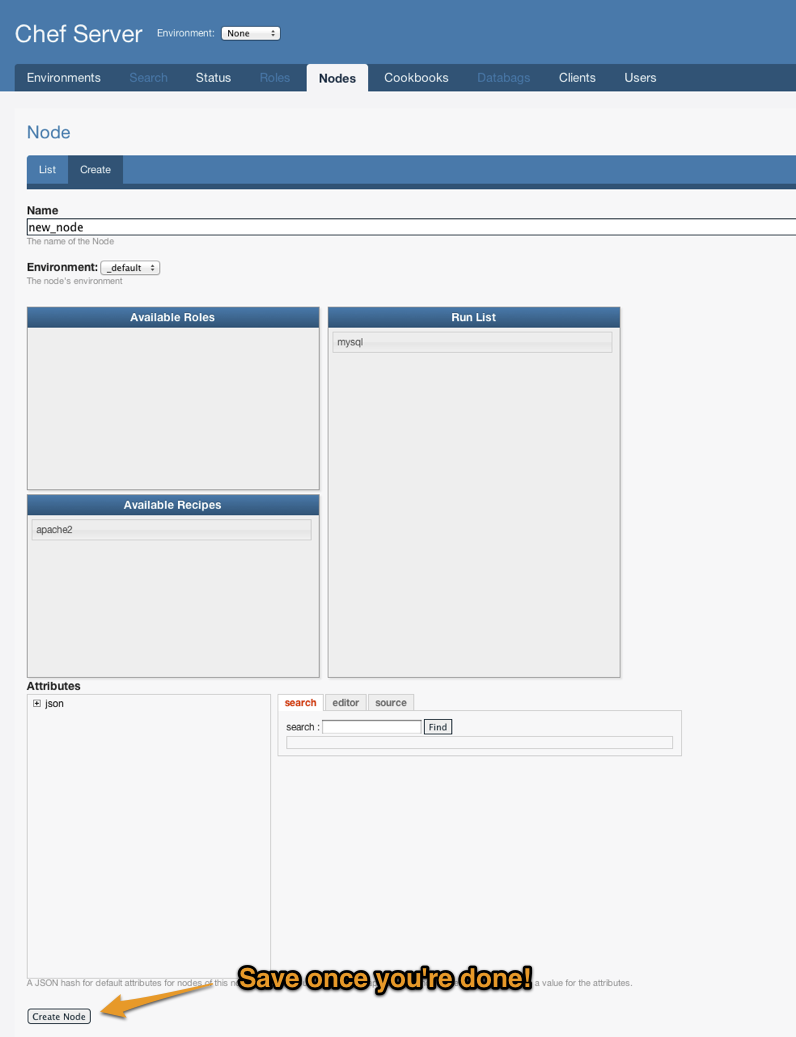 Chef Server Environment: None
Environments Search Status Roles Nodes Cookbooks Databags Clients Users
Node
List Create
Name
new_node
The name of the Node
Environment: _default
The node's environment
Available Roles
Run List
mysql
Available Recipes
apache2
Attributes
json
search editor source
search : Find
Save once you're done!
A JSON hash for default attributes for nodes of this a value for the attributes.
Create Node